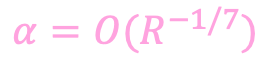 α = O(R^{-1/7})